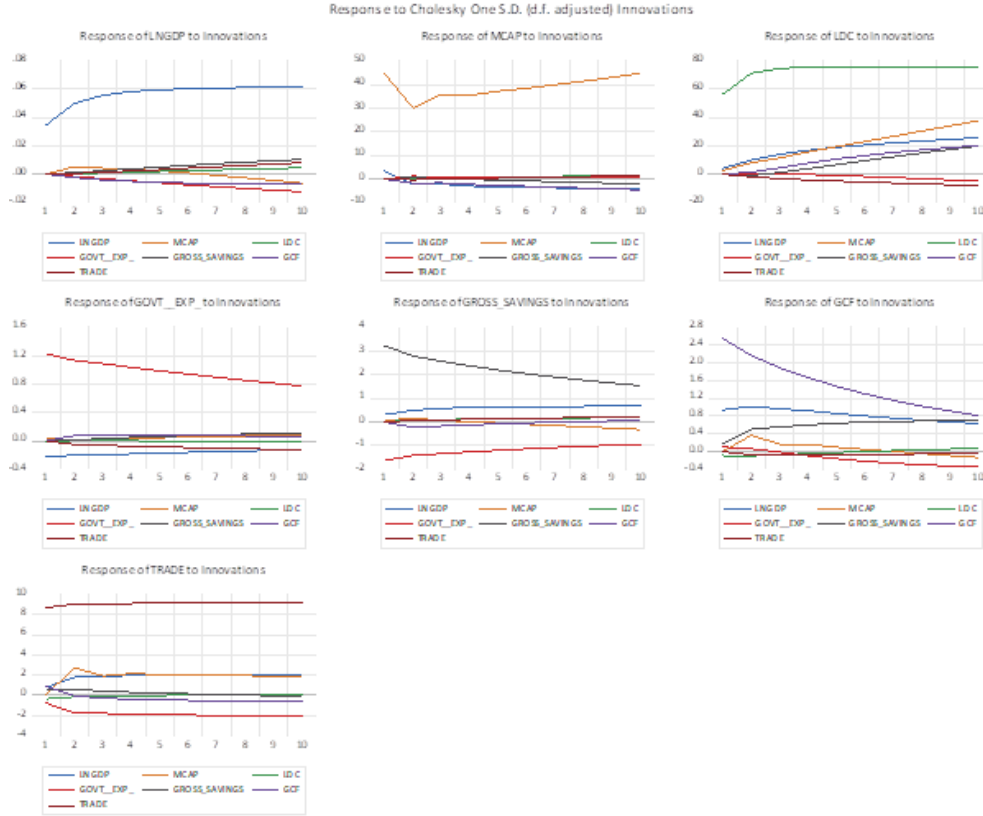 Response to Cholesky One S.D. (d.f. adjusted) Innovations
Response of LNGDP to Innovations
.08
.06
.04
.02
.00
-.02
1 2 3 4 5 6 7 8 9 10
LNGDP MCAP LDC
GOVT__EXP_ GROSS_SAVINGS GCF
TRADE
Response of MCAP to Innovations
50
40
30
20
10
0
-10
1 2 3 4 5 6 7 8 9 10
LNGDP MCAP LDC
GOVT__EXP_ GROSS_SAVINGS GCF
TRADE
Response of LDC to Innovations
80
60
40
20
0
-20
1 2 3 4 5 6 7 8 9 10
LNGDP MCAP LDC
GOVT__EXP_ GROSS_SAVINGS GCF
TRADE
Response of GOVT__EXP_ to Innovations
1.6
1.2
0.8
0.4
0.0
-0.4
1 2 3 4 5 6 7 8 9 10
LNGDP MCAP LDC
GOVT__EXP_ GROSS_SAVINGS GCF
TRADE
Response of GROSS_SAVINGS to Innovations
4
3
2
1
0
-1
-2
1 2 3 4 5 6 7 8 9 10
LNGDP MCAP LDC
GOVT__EXP_ GROSS_SAVINGS GCF
TRADE
Response of GCF to Innovations
2.8
2.4
2.0
1.6
1.2
0.8
0.4
0.0
-0.4
1 2 3 4 5 6 7 8 9 10
LNGDP MCAP LDC
GOVT__EXP_ GROSS_SAVINGS GCF
TRADE
Response of TRADE to Innovations
10
8
6
4
2
0
-2
-4
1 2 3 4 5 6 7 8 9 10
LNGDP MCAP LDC
GOVT__EXP_ GROSS_SAVINGS GCF
TRADE